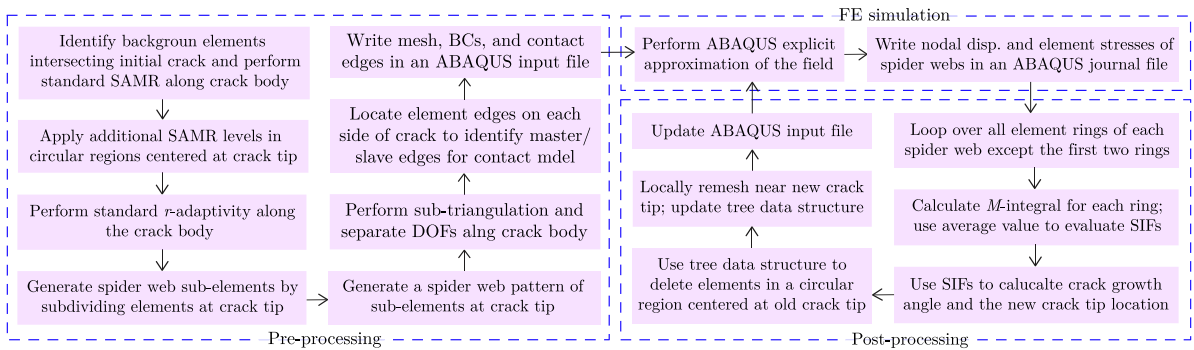 Identify backgroun elements
intersecting initial crack and perform
standard SAMR along crack body
Apply additional SAMR levels in
circular regions centered at crack tip
Perform standard r-adaptivity along
the crack body
Generate spider web sub-elements by
subdividing elements at crack tip
Generate a spider web pattern of
sub-elements at crack tip
Perform sub-triangulation and
separate DOFs alng crack body
Locate element edges on each
side of crack to identify master/
slave edges for contact mdel
Write mesh, BCs, and contact
edges in an ABAQUS input file
Pre-processing
FE simulation
Perform ABAQUS explicit
approximation of the field
Write nodal disp. and element stresses of
spider webs in an ABAQUS journal file
Loop over all element rings of each
spider web except the first two rings
Calculate M-integral for each ring;
use average value to evaluate SIFs
Use SIFs to calucalte crack growth
angle and the new crack tip location
Use tree data structure to
delete elements in a circular
region centered at old crack tip
Locally remesh near new crack
tip; update tree data structure
Update ABAQUS input file
Post-processing